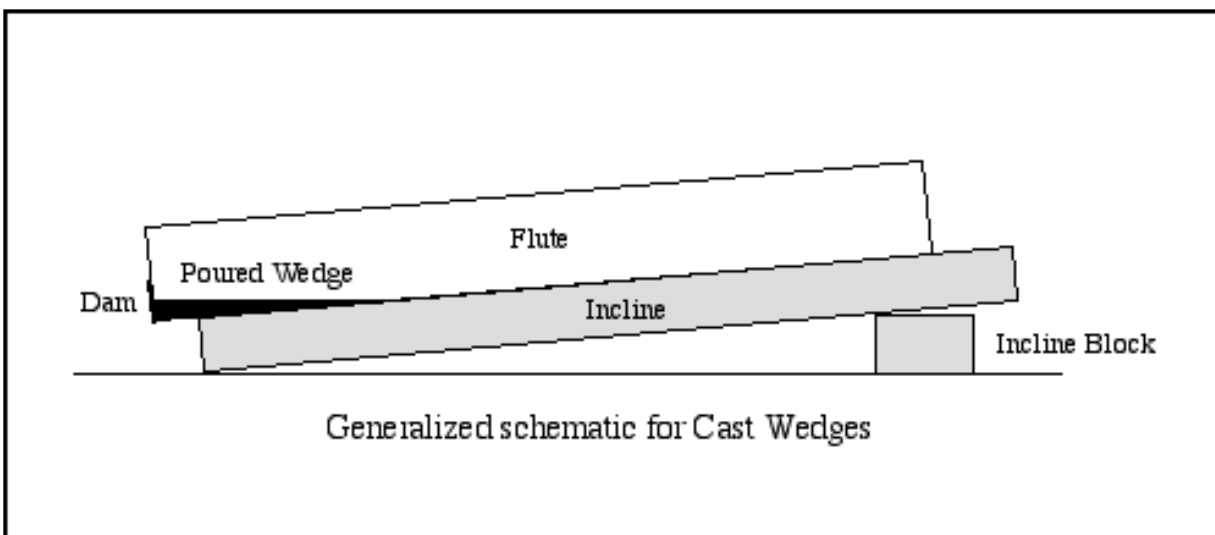 Flute
Poured Wedge
Dam
Incline
Incline Block
Generalized schematic for Cast Wedges